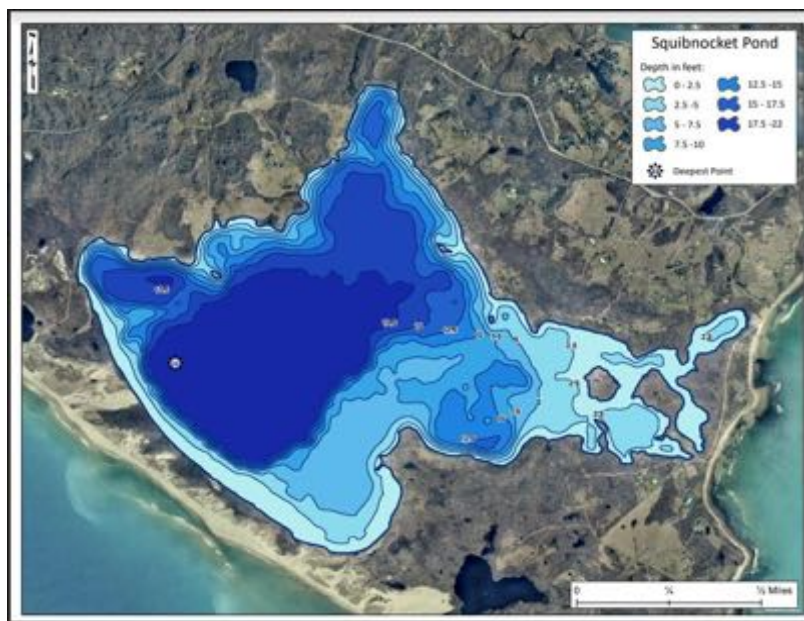 Squibnocket Pond
Depth in feet:
0 - 2.5
2.5 - 5
5 - 7.5
7.5 -10
12.5 -15
15 - 17.5
17.5 -22
Deepest Point
0
¼
½ Miles